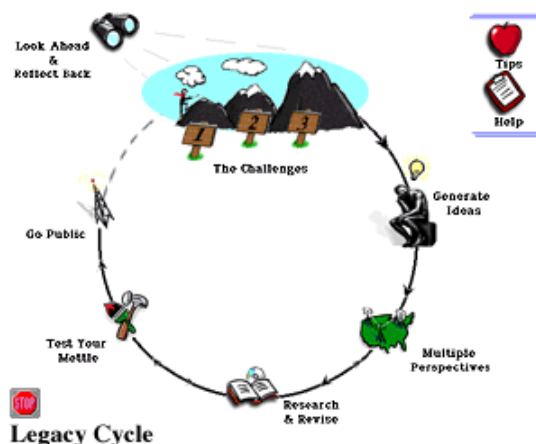 Look Ahead
& Reflect Back
Tips
Help
1
2
3
The Challenges
Generate
Ideas
Go Public
Multiple
Perspectives
Test Your
Mettle
Research
& Revise
STOP
Legacy Cycle